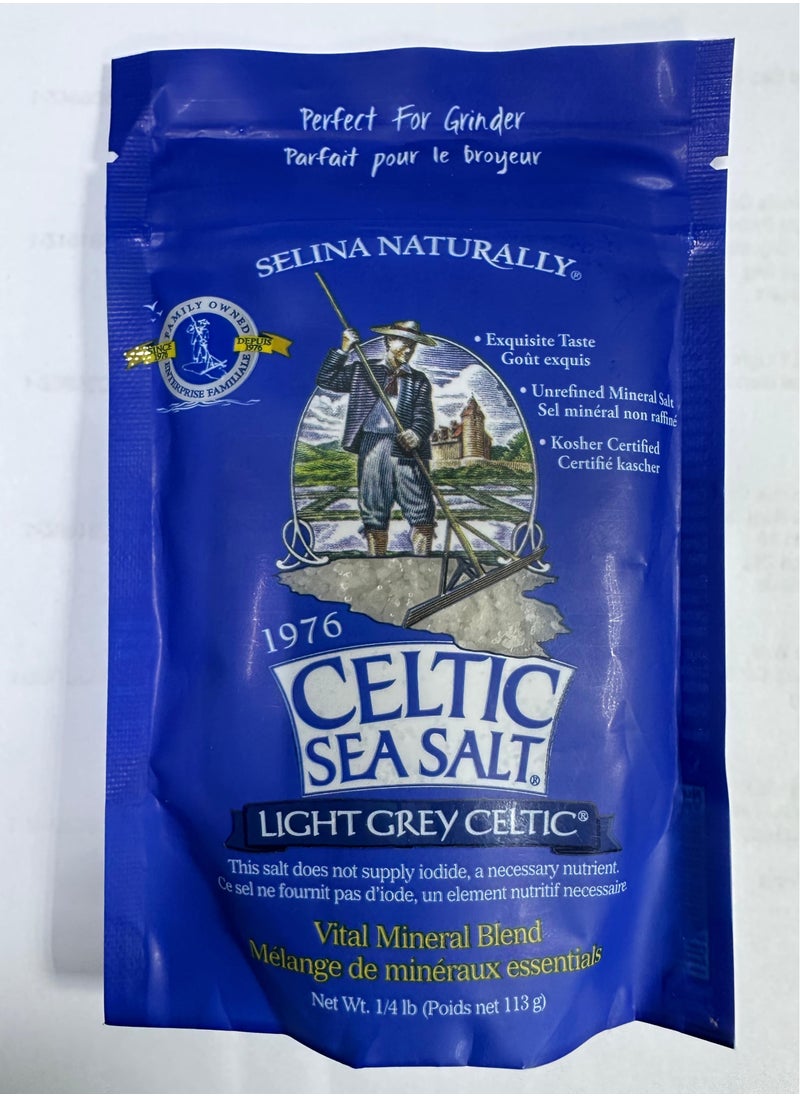 Perfect For Grinder
Parfait pour le broyeur
SELINA NATURALLY®
FAMILY OWNED
SINCE 1976
DEPUIS 1976
ENTERPRISE FAMILIALE
• Exquisite Taste
Goût exquis
• Unrefined Mineral Salt
Sel minéral non raffiné
• Kosher Certified
Certifié kascher
1976
CELTIC
SEA SALT®
LIGHT GREY CELTIC®
This salt does not supply iodide, a necessary nutrient.
Ce sel ne fournit pas d'iode, un element nutritif necessaire
Vital Mineral Blend
Mélange de minéraux essentials
Net Wt. 1/4 lb (Poids net 113 g)